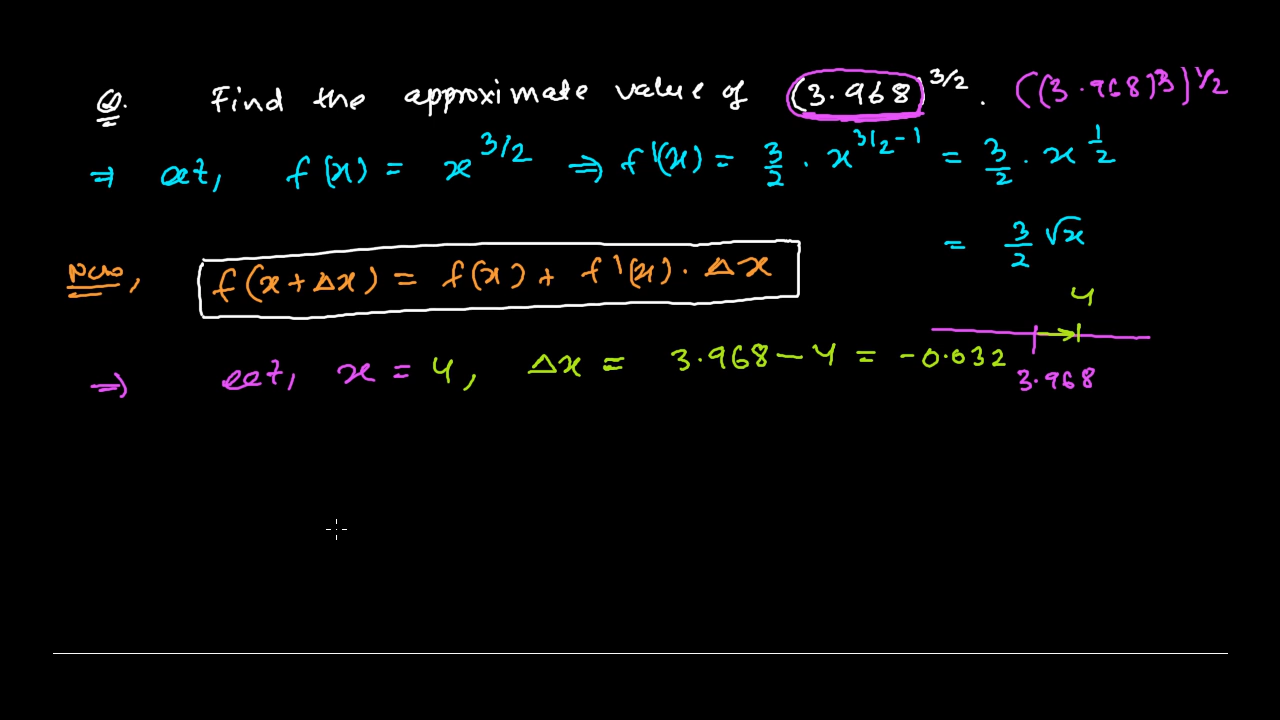 Q. Find the approximate value of (3.968)^3/2. ((3.968)^3)^1/2
⇒ Let, f(x) = x^3/2 ⇒ f'(x) = 3/2 · x^3/2-1 = 3/2 · x^1/2
= 3/2 √x
Now, f(x+Δx) = f(x) + f'(x) · Δx
4
⇒ Let, x = 4, Δx = 3.968 - 4 = -0.032
3.968